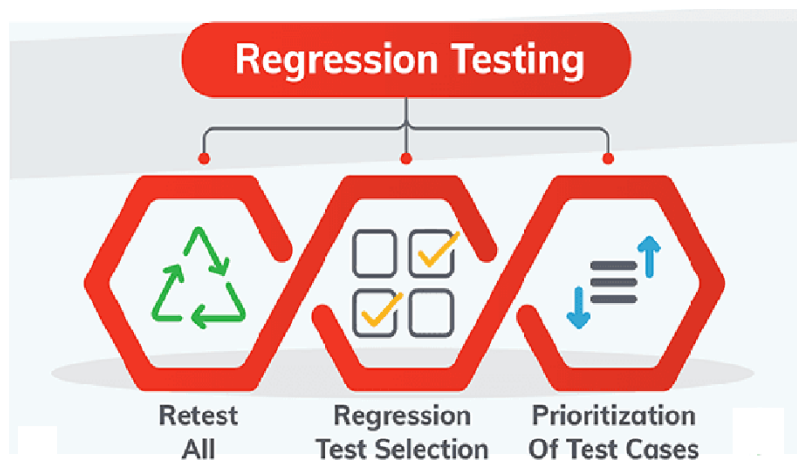 Regression Testing
Retest
All
Regression
Test Selection
Prioritization
Of Test Cases